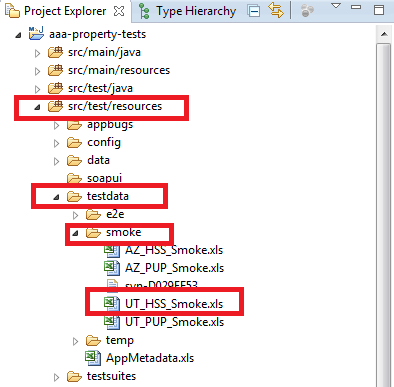 Project Explorer
Type Hierarchy
aaa-property-tests
src/main/java
src/main/resources
src/test/java
src/test/resources
appbugs
config
data
soapui
testdata
e2e
smoke
AZ_HSS_Smoke.xls
AZ_PUP_Smoke.xls
svn-D029FF53
UT_HSS_Smoke.xls
UT_PUP_Smoke.xls
temp
AppMetadata.xls
testsuites